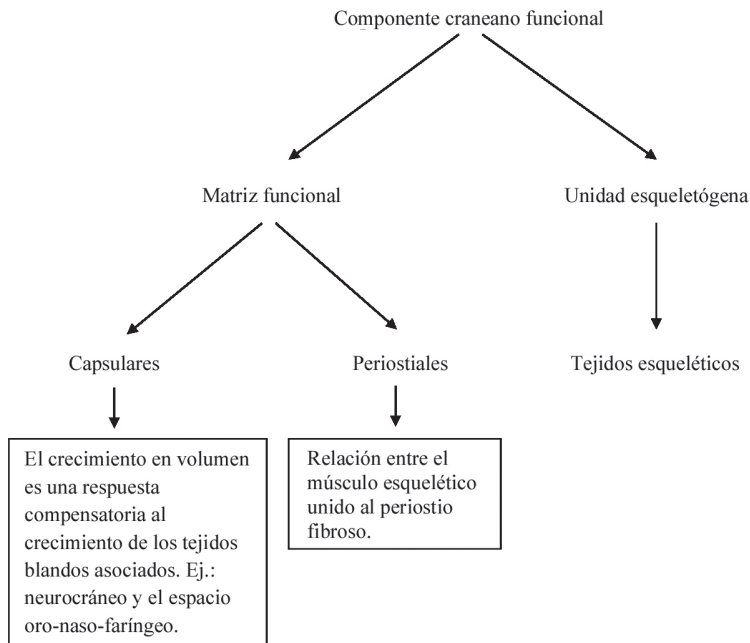 Componente craneano funcional
Matriz funcional
Unidad esqueletógena
Capsulares
Periostiales
Tejidos esqueléticos
El crecimiento en volumen
es una respuesta
compensatoria al
crecimiento de los tejidos
blandos asociados. Ej.:
neurocráneo y el espacio
oro-naso-faríngeo.
Relación entre el
músculo esquelético
unido al periostio
fibroso.